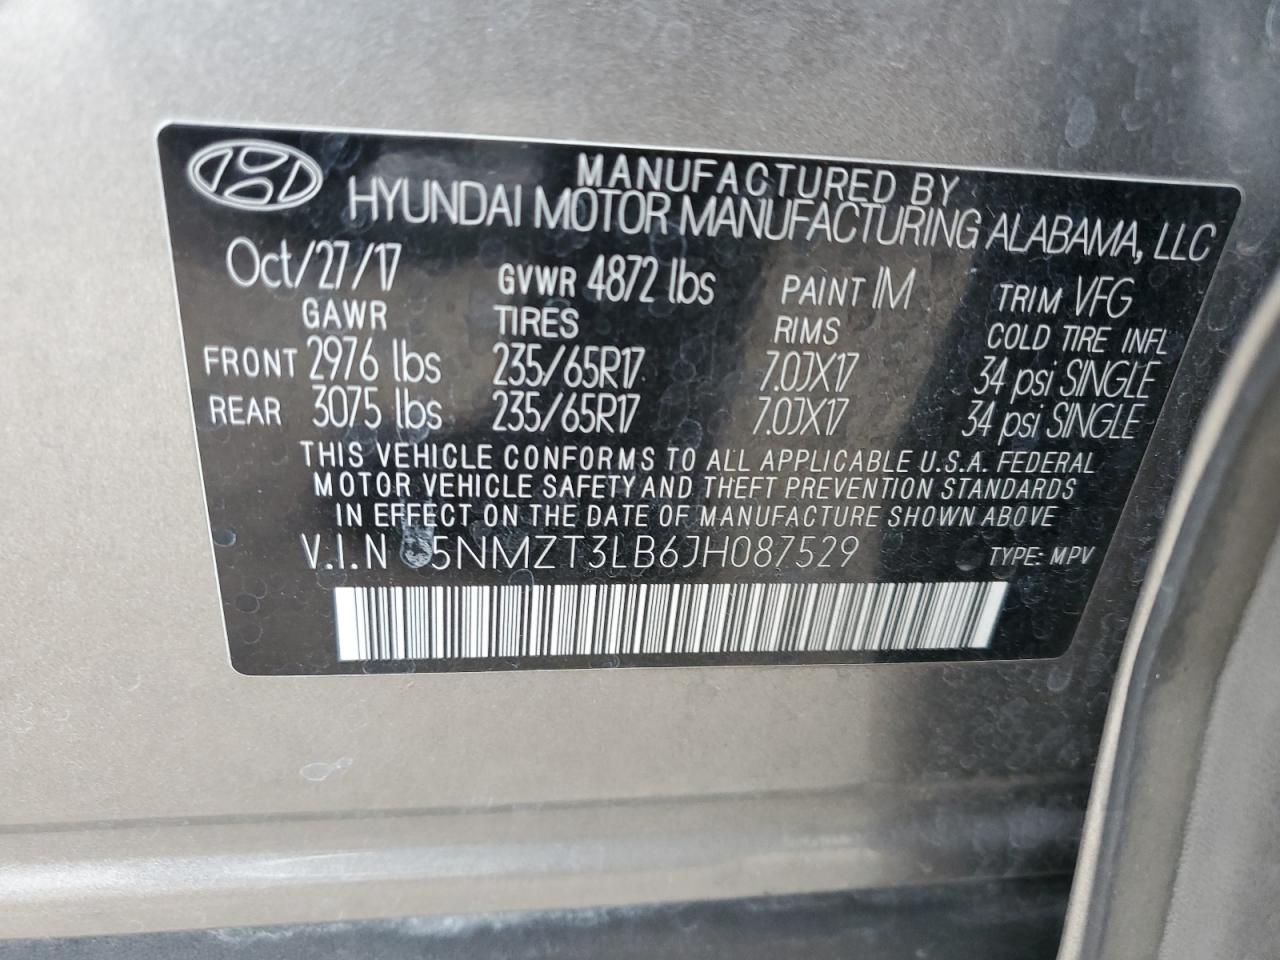 MANUFACTURED BY
HYUNDAI MOTOR MANUFACTURING ALABAMA, LLC
Oct/27/17 GVWR 4872 lbs PAINT IM TRIM VFG
GAWR TIRES RIMS COLD TIRE INFL
FRONT 2976 lbs 235/65R17 7.0JX17 34 psi SINGLE
REAR 3075 lbs 235/65R17 7.0JX17 34 psi SINGLE
THIS VEHICLE CONFORMS TO ALL APPLICABLE U.S.A. FEDERAL
MOTOR VEHICLE SAFETY AND THEFT PREVENTION STANDARDS
IN EFFECT ON THE DATE OF MANUFACTURE SHOWN ABOVE
V.I.N 5NMZT3LB6JH087529 TYPE: MPV